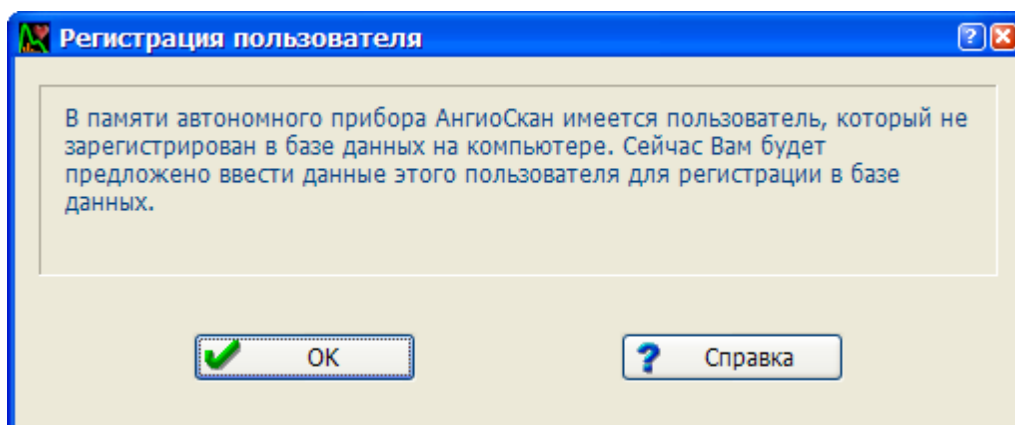 Регистрация пользователя
В памяти автономного прибора АнгиоСкан имеется пользователь, который не
зарегистрирован в базе данных на компьютере. Сейчас Вам будет
предложено ввести данные этого пользователя для регистрации в базе
данных.
OK
Справка